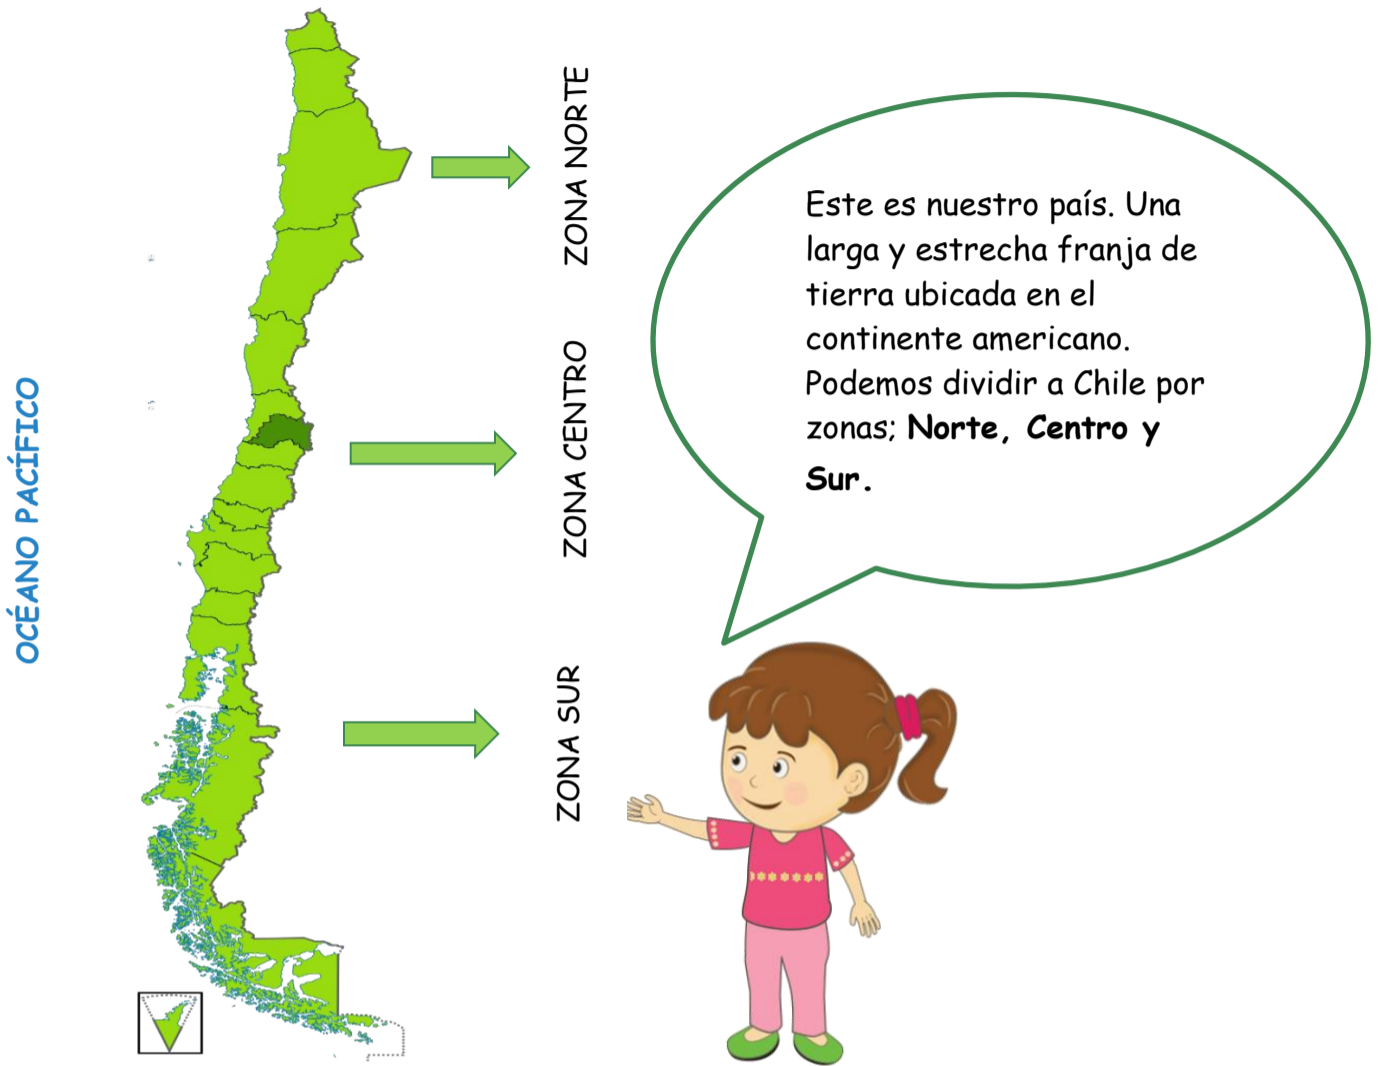 OCÉANO PACÍFICO
ZONA NORTE
ZONA CENTRO
ZONA SUR
Este es nuestro país. Una
larga y estrecha franja de
tierra ubicada en el
continente americano.
Podemos dividir a Chile por
zonas; Norte, Centro y
Sur.